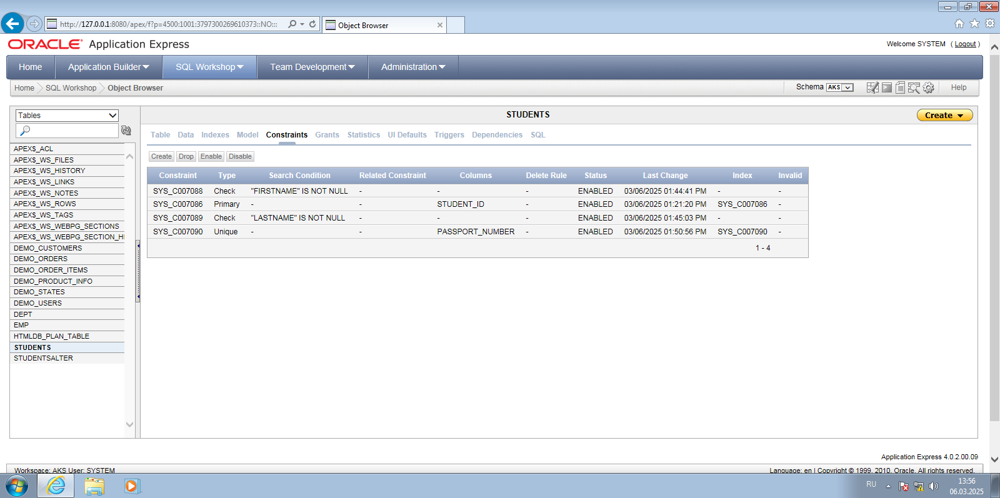 http://127.0.0.1:8080/apex/f?p=4500:1001:3797300269610373::NO:::
Object Browser
ORACLE Application Express
Welcome SYSTEM ( Logout )
Home Application Builder SQL Workshop Team Development Administration
Home SQL Workshop Object Browser Schema AKS Help
Tables
STUDENTS
Create
Table Data Indexes Model Constraints Grants Statistics UI Defaults Triggers Dependencies SQL
Create Drop Enable Disable
Constraint Type Search Condition Related Constraint Columns Delete Rule Status Last Change Index Invalid
SYS_C007088 Check "FIRSTNAME" IS NOT NULL - - - ENABLED 03/06/2025 01:44:41 PM - -
SYS_C007086 Primary - - STUDENT_ID - ENABLED 03/06/2025 01:21:20 PM SYS_C007086 -
SYS_C007089 Check "LASTNAME" IS NOT NULL - - - ENABLED 03/06/2025 01:45:03 PM - -
SYS_C007090 Unique - - PASSPORT_NUMBER - ENABLED 03/06/2025 01:50:56 PM SYS_C007090 -
1 - 4
APEX$_ACL
APEX$_WS_FILES
APEX$_WS_HISTORY
APEX$_WS_LINKS
APEX$_WS_NOTES
APEX$_WS_ROWS
APEX$_WS_TAGS
APEX$_WS_WEBPG_SECTIONS
APEX$_WS_WEBPG_SECTION_HI
DEMO_CUSTOMERS
DEMO_ORDERS
DEMO_ORDER_ITEMS
DEMO_PRODUCT_INFO
DEMO_STATES
DEMO_USERS
DEPT
EMP
HTMLDB_PLAN_TABLE
STUDENTS
STUDENTSALTER
Application Express 4.0.2.00.09
Workspace: AKS User: SYSTEM
Language: en | Copyright © 1999, 2010, Oracle. All rights reserved.
RU
13:56
06.03.2025